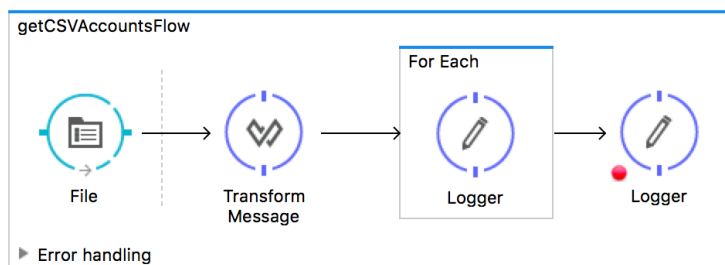 getCSVAccountsFlow
For Each
File
Transform
Message
Logger
Logger
Error handling